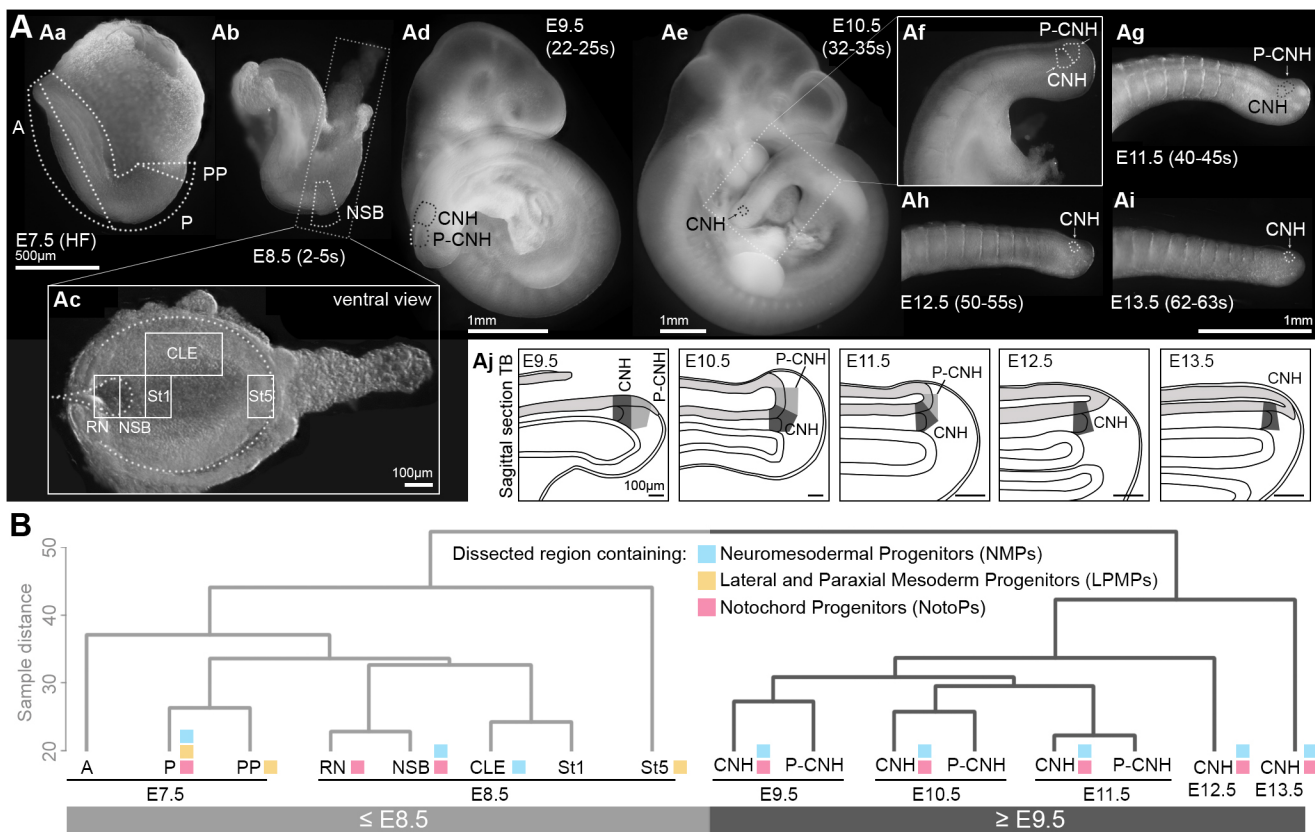 A
Aa
A
PP
P
E7.5 (HF)
500µm
Ab
NSB
E8.5 (2-5s)
Ac
ventral view
CLE
St1
St5
RN
NSB
100µm
Ad
E9.5
(22-25s)
CNH
P-CNH
1mm
Ae
E10.5
(32-35s)
CNH
1mm
Af
P-CNH
CNH
Ag
P-CNH
CNH
E11.5 (40-45s)
Ah
CNH
E12.5 (50-55s)
Ai
CNH
E13.5 (62-63s)
1mm
Aj
Sagittal section TB
E9.5
CNH
P-CNH
100µm
E10.5
P-CNH
CNH
E11.5
P-CNH
CNH
E12.5
CNH
E13.5
CNH
B
Sample distance
50
40
30
20
Dissected region containing:
Neuromesodermal Progenitors (NMPs)
Lateral and Paraxial Mesoderm Progenitors (LPMPs)
Notochord Progenitors (NotoPs)
A P PP RN NSB CLE St1 St5 CNH P-CNH CNH P-CNH CNH P-CNH CNH CNH
E7.5 E8.5 E9.5 E10.5 E11.5 E12.5 E13.5
≤ E8.5 ≥ E9.5